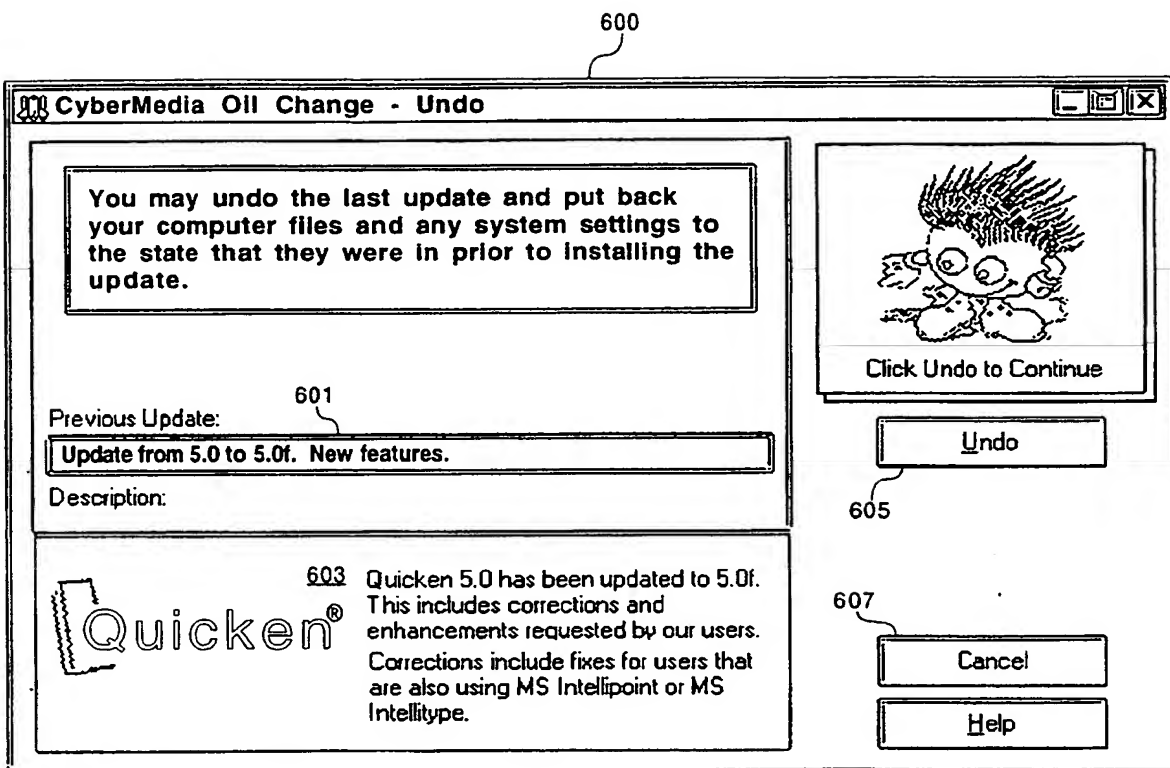 600
CyberMedia Oil Change - Undo
You may undo the last update and put back
your computer files and any system settings to
the state that they were in prior to installing the
update.
Click Undo to Continue
601
Previous Update:
Update from 5.0 to 5.0f. New features.
Undo
605
Description:
603
Quicken®
Quicken 5.0 has been updated to 5.0f.
This includes corrections and
enhancements requested by our users.
Corrections include fixes for users that
are also using MS Intellipoint or MS
Intellitype.
607
Cancel
Help